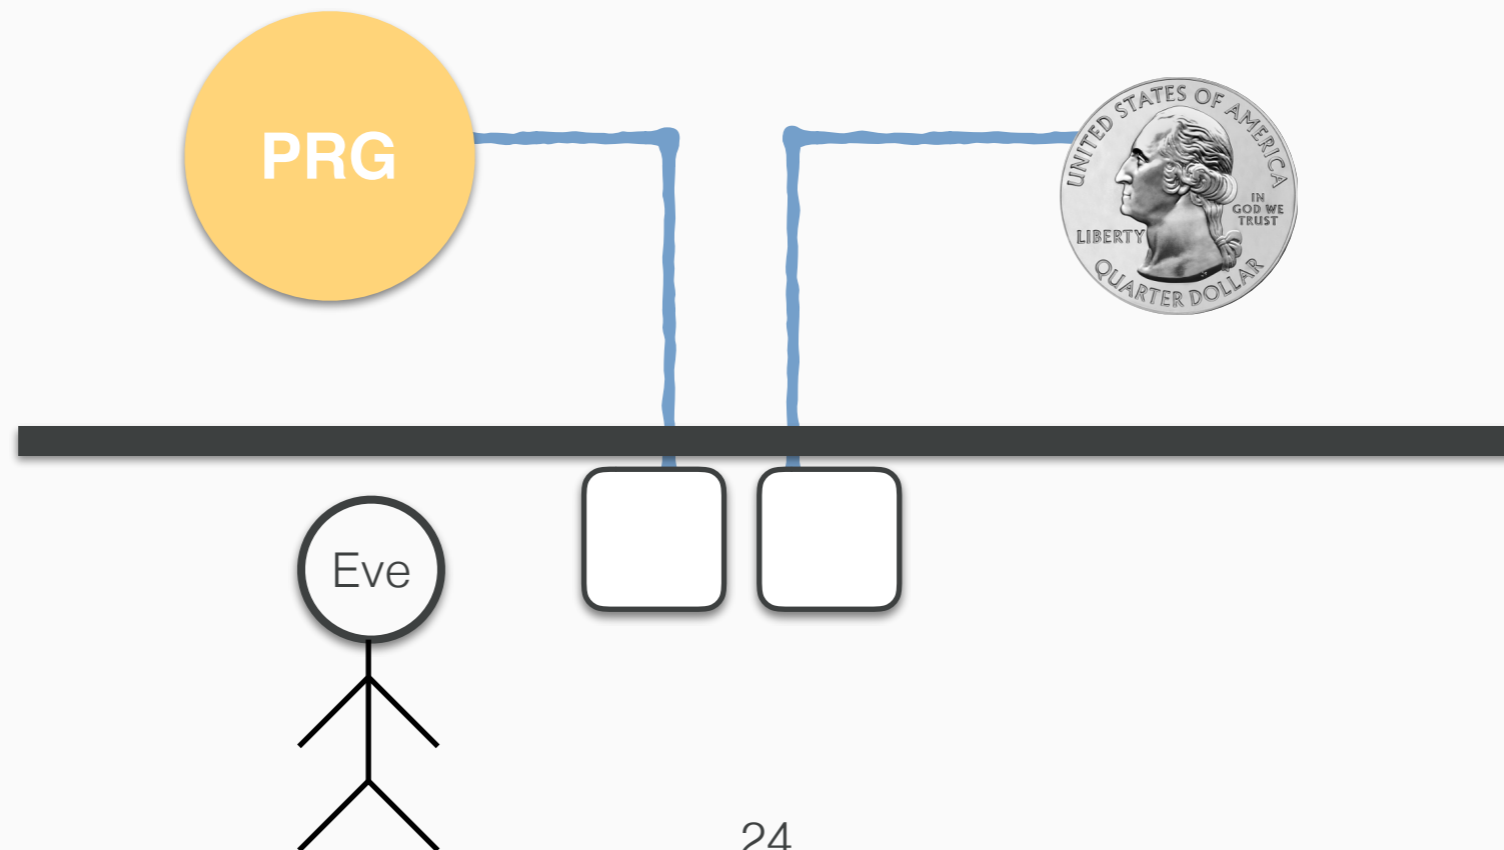 PRG
UNITED STATES OF AMERICA
IN
GOD WE
TRUST
LIBERTY
QUARTER DOLLAR
Eve
24